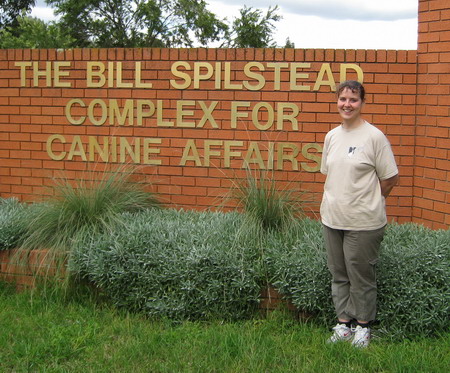 THE BILL SPILSTEAD
COMPLEX FOR
CANINE AFFAIRS